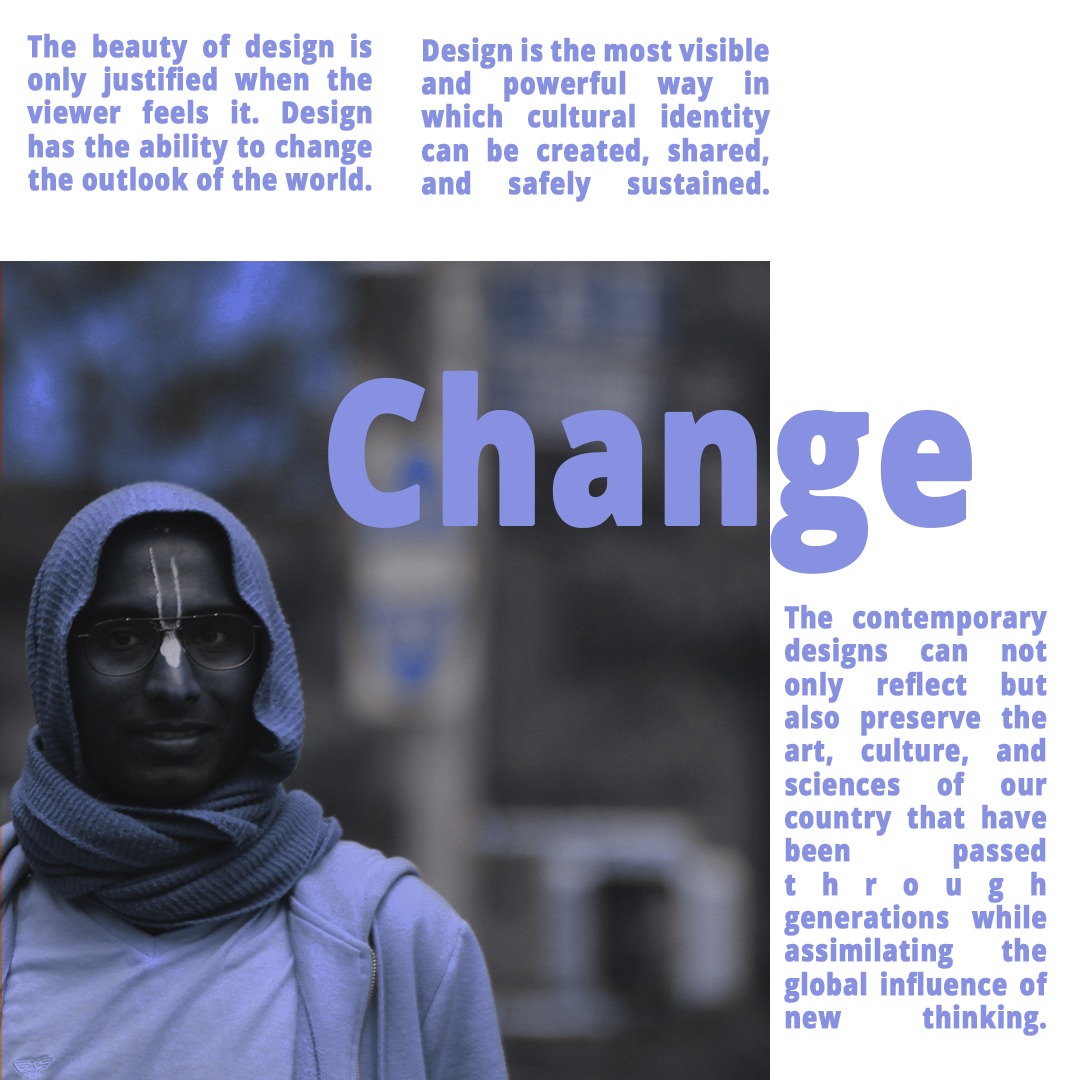 The beauty of design is
only justified when the
viewer feels it. Design
has the ability to change
the outlook of the world.
Design is the most visible
and powerful way in
which cultural identity
can be created, shared,
and safely sustained.
Change
The contemporary
designs can not
only reflect but
also preserve the
art, culture, and
sciences of our
country that have
been passed
through
generations while
assimilating the
global influence of
new thinking.